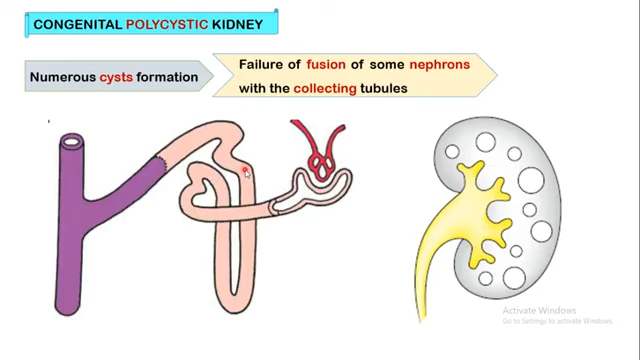 CONGENITAL POLYCYSTIC KIDNEY
Numerous cysts formation
Failure of fusion of some nephrons
with the collecting tubules
Activate Windows
Go to Settings to activate Windows.